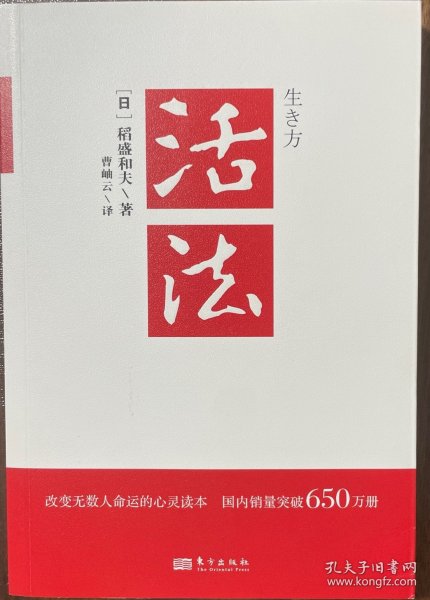 生き方
活法
[日]稻盛和夫\著
曹岫云\译
改变无数人命运的心灵读本 国内销量突破650万册
东方出版社
The Oriental Press
孔夫子旧书网
www.kongfz.com